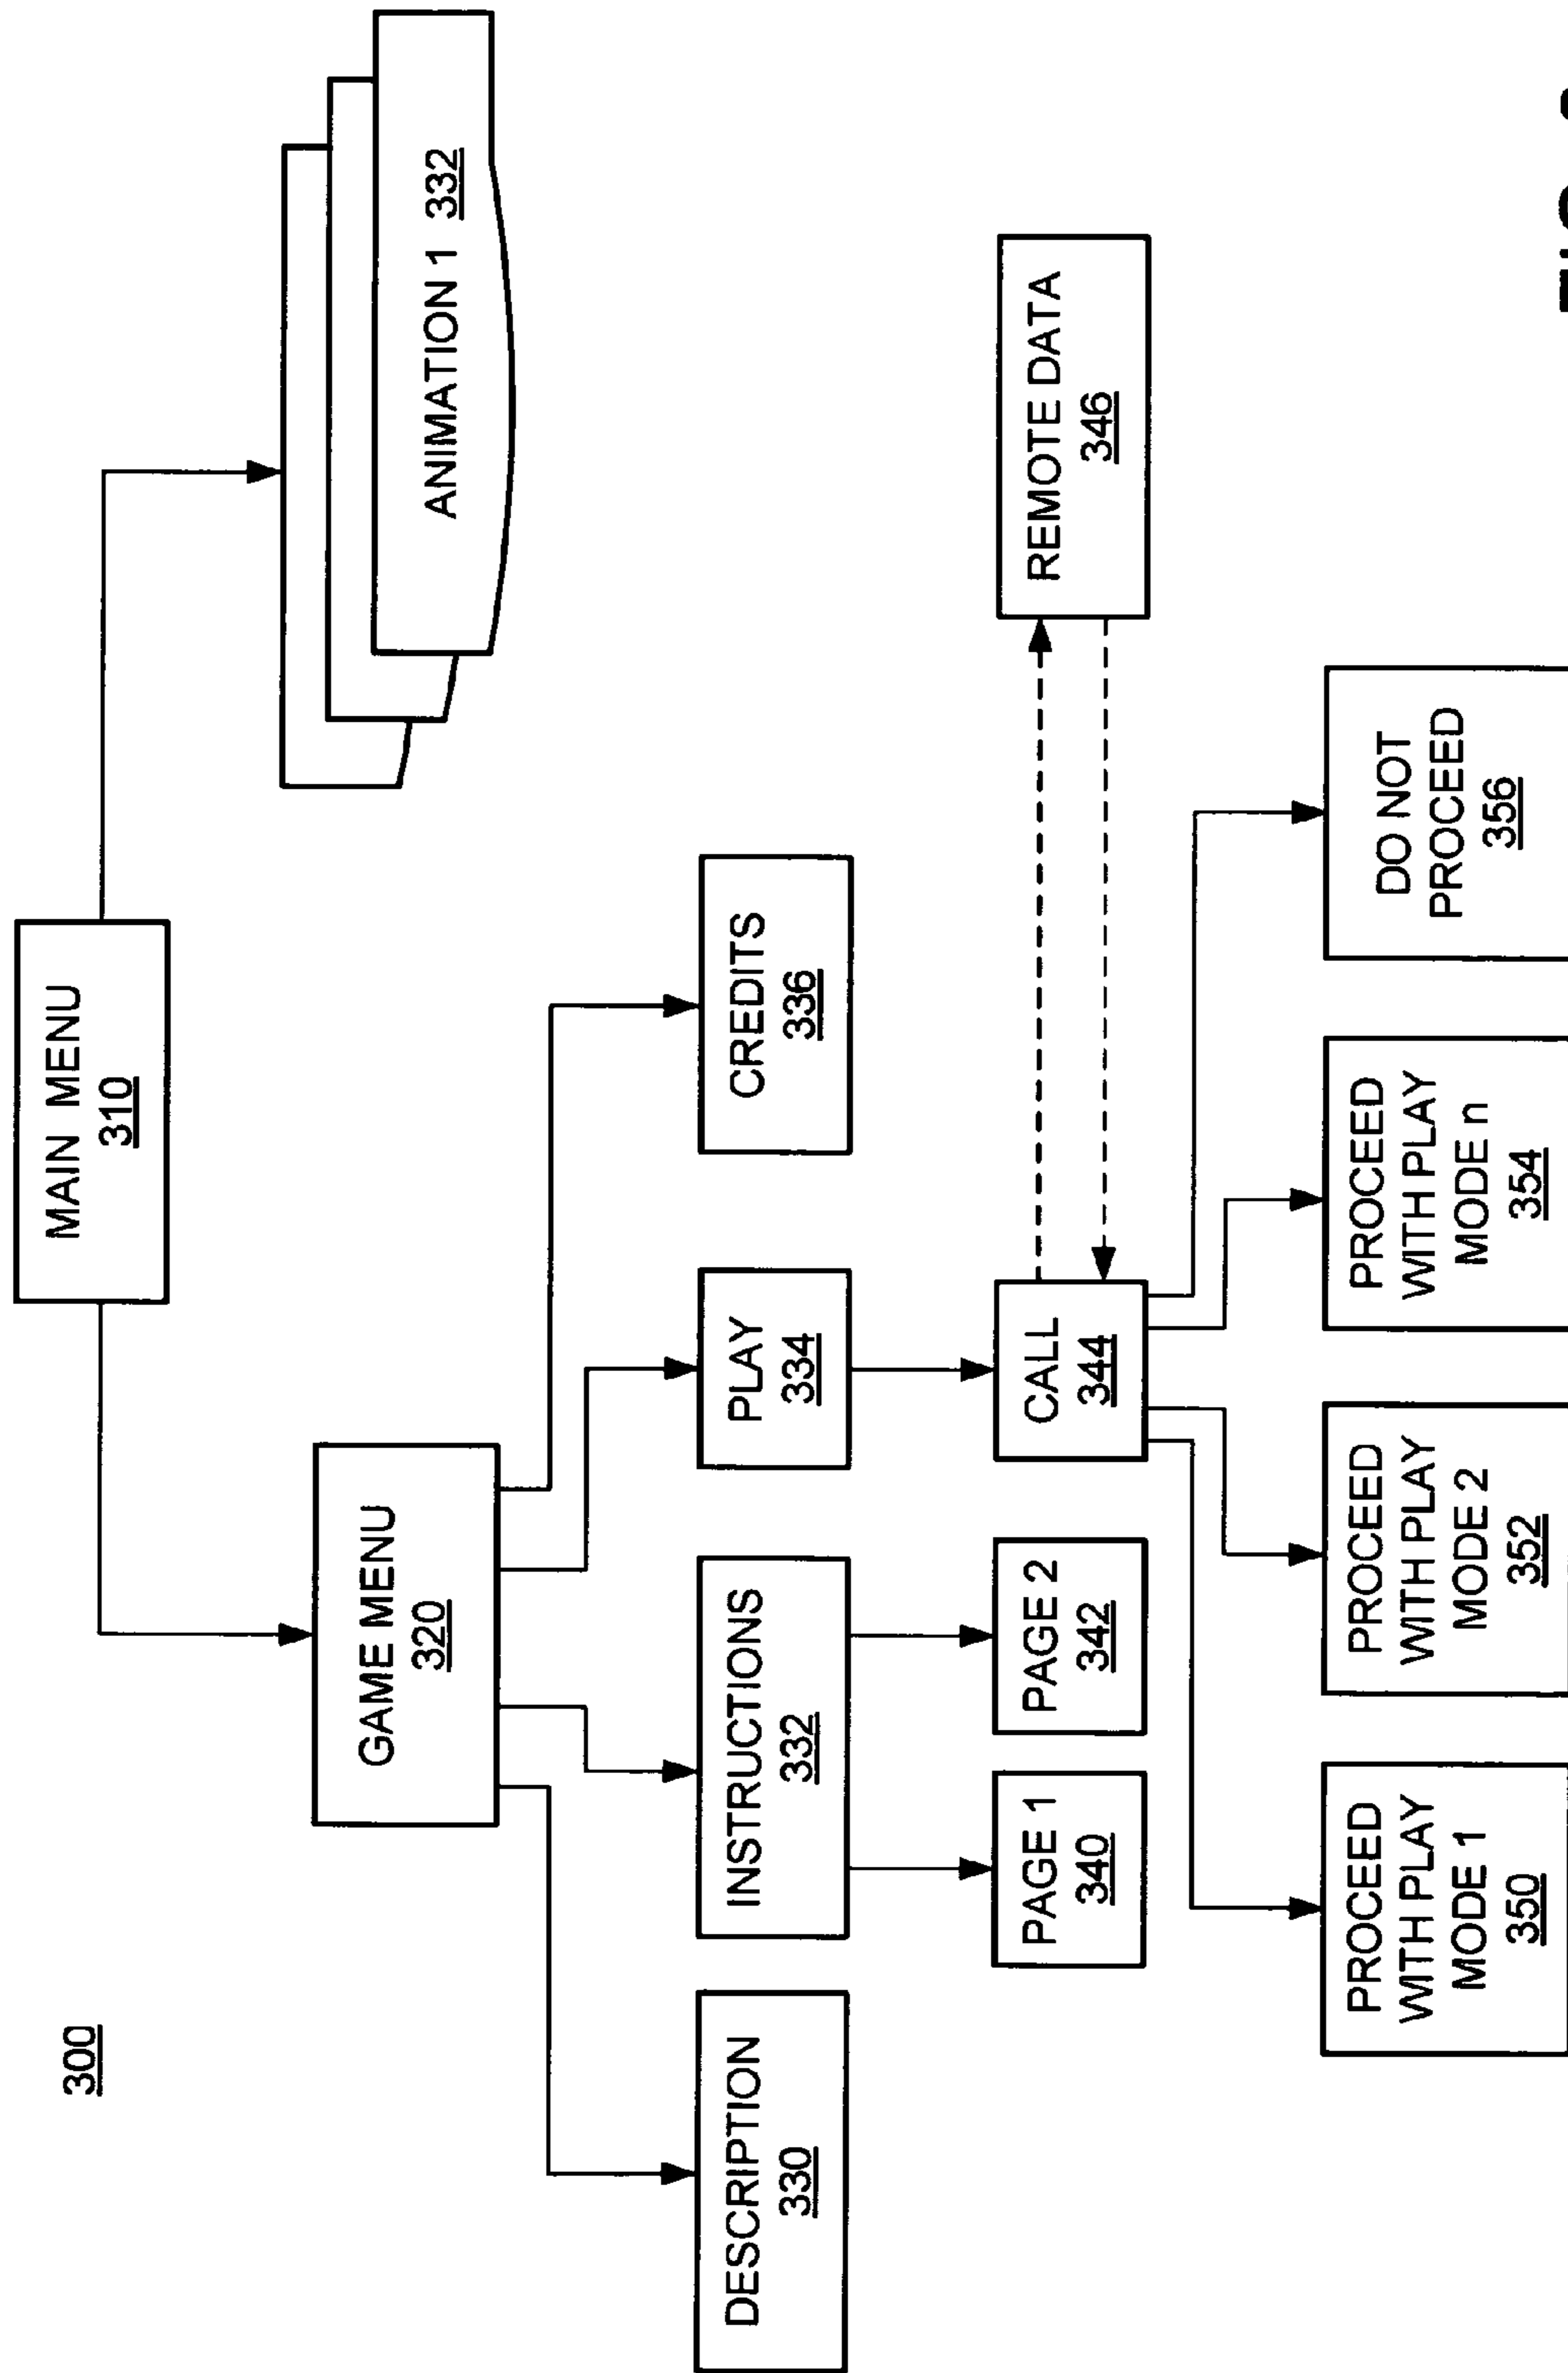 300
MAIN MENU
310
GAME MENU
320
ANIMATION 1 332
DESCRIPTION
330
INSTRUCTIONS
332
PLAY
334
CREDITS
336
PAGE 1
340
PAGE 2
342
CALL
344
REMOTE DATA
346
PROCEED
WITH PLAY
MODE 1
350
PROCEED
WITH PLAY
MODE 2
352
PROCEED
WITH PLAY
MODE n
354
DO NOT
PROCEED
356